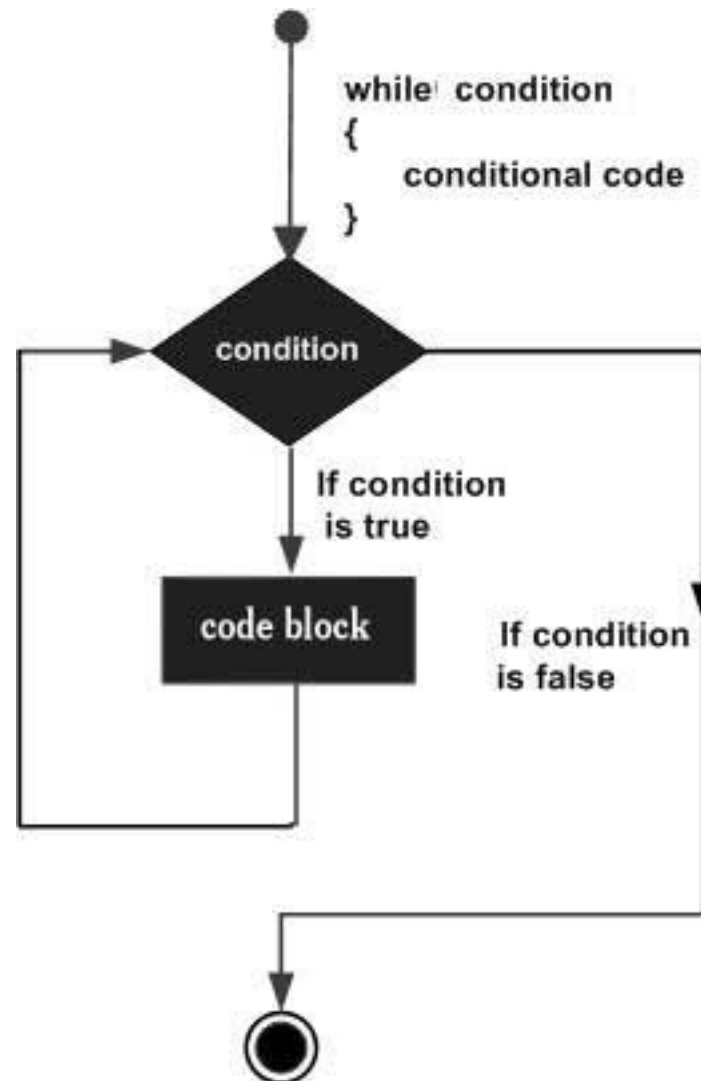 while condition
{
conditional code
}
condition
If condition
is true
code block
If condition
is false